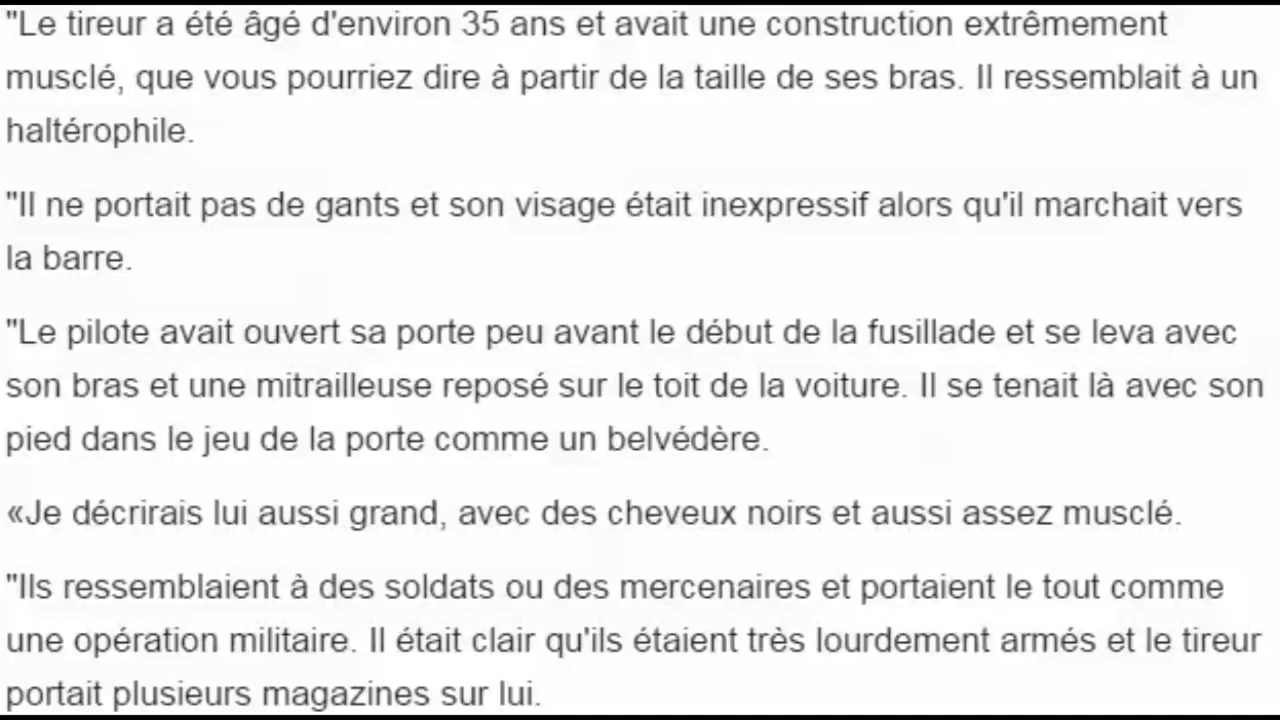 "Le tireur a été âgé d'environ 35 ans et avait une construction extrêmement
musclé, que vous pourriez dire à partir de la taille de ses bras. Il ressemblait à un
haltérophile.
"Il ne portait pas de gants et son visage était inexpressif alors qu'il marchait vers
la barre.
"Le pilote avait ouvert sa porte peu avant le début de la fusillade et se leva avec
son bras et une mitrailleuse reposé sur le toit de la voiture. Il se tenait là avec son
pied dans le jeu de la porte comme un belvédère.
«Je décrirais lui aussi grand, avec des cheveux noirs et aussi assez musclé.
"Ils ressemblaient à des soldats ou des mercenaires et portaient le tout comme
une opération militaire. Il était clair qu'ils étaient très lourdement armés et le tireur
portait plusieurs magazines sur lui.